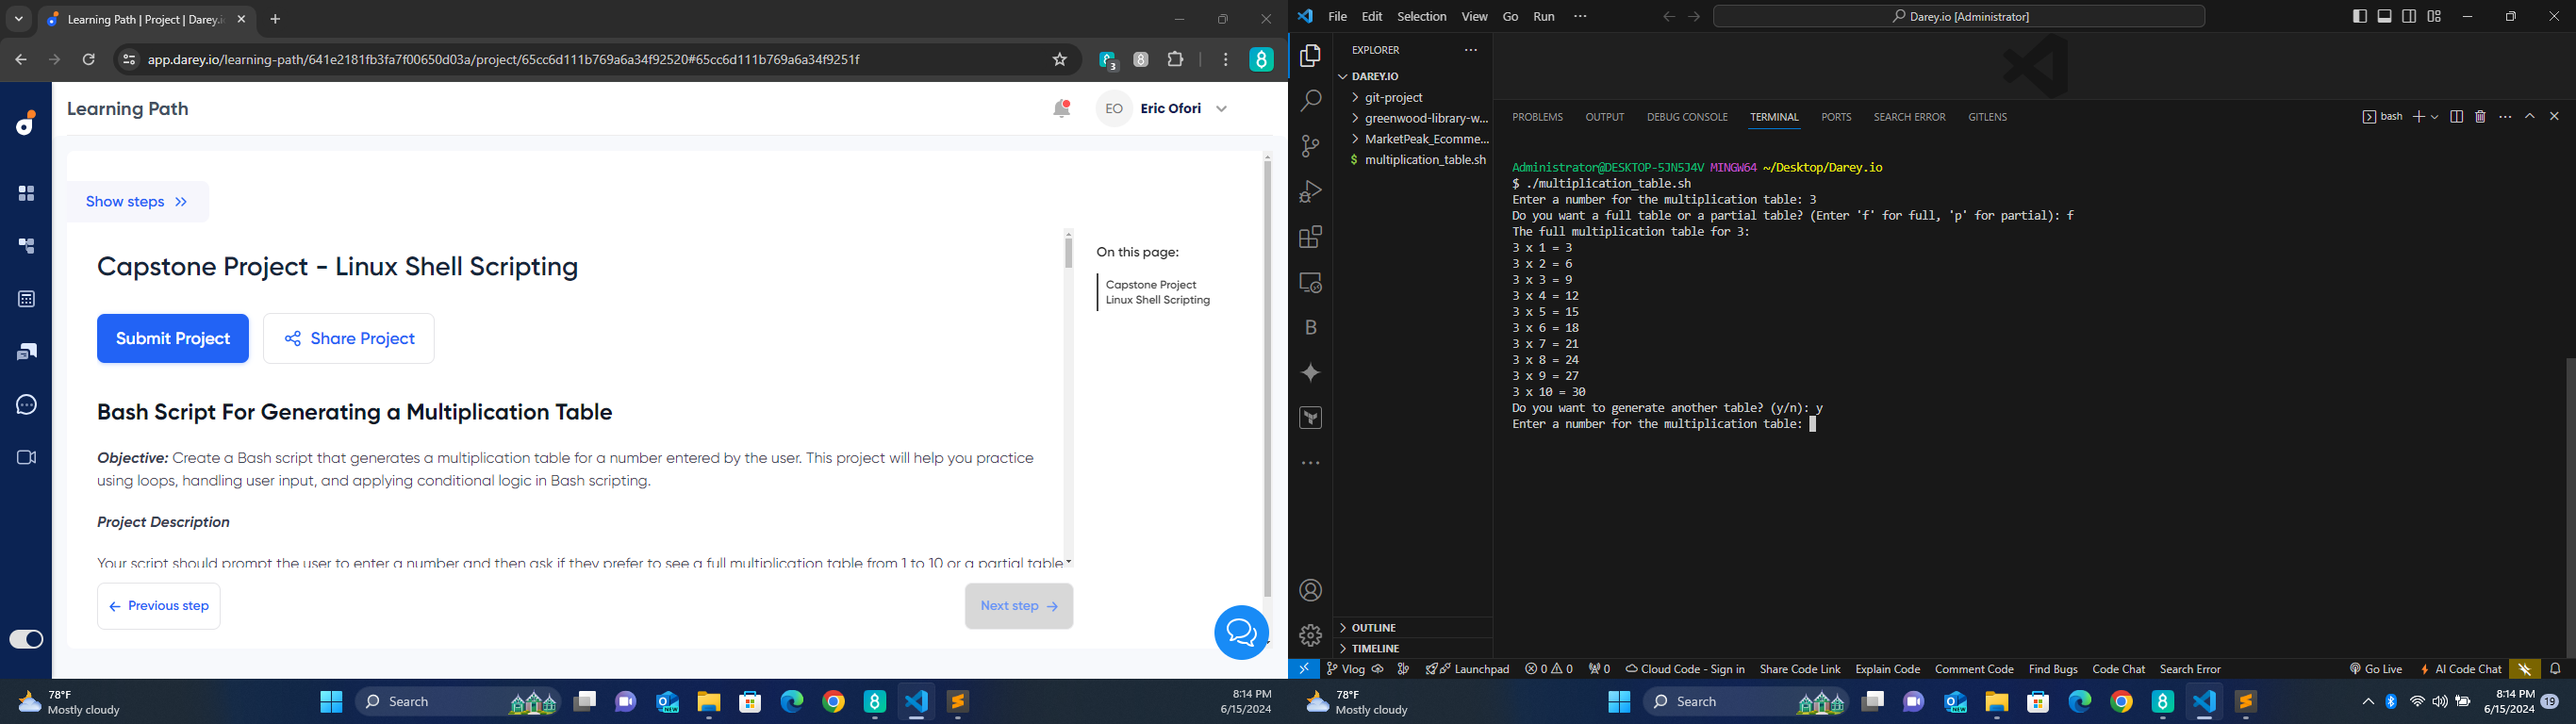 Learning Path | Project | Darey.i
app.darey.io/learning-path/641e2181fb3fa7f00650d03a/project/65cc6d111b769a6a34f92520#65cc6d111b769a6a34f9251f
3
8
Learning Path
EO
Eric Ofori
Show steps
Capstone Project - Linux Shell Scripting
Submit Project
Share Project
On this page:
Capstone Project
Linux Shell Scripting
Bash Script For Generating a Multiplication Table
Objective: Create a Bash script that generates a multiplication table for a number entered by the user. This project will help you practice
using loops, handling user input, and applying conditional logic in Bash scripting.
Project Description
Your script should prompt the user to enter a number and then ask if they prefer to see a full multiplication table from 1 to 10 or a partial table
Previous step
Next step
78°F
Mostly cloudy
Search
8:14 PM
6/15/2024
File Edit Selection View Go Run ···
Darey.io [Administrator]
EXPLORER
DAREY.IO
git-project
greenwood-library-w...
MarketPeak_Ecomme...
$ multiplication_table.sh
OUTLINE
TIMELINE
PROBLEMS OUTPUT DEBUG CONSOLE TERMINAL PORTS SEARCH ERROR GITLENS
bash
Administrator@DESKTOP-5JN5J4V MINGW64 ~/Desktop/Darey.io
$ ./multiplication_table.sh
Enter a number for the multiplication table: 3
Do you want a full table or a partial table? (Enter 'f' for full, 'p' for partial): f
The full multiplication table for 3:
3 x 1 = 3
3 x 2 = 6
3 x 3 = 9
3 x 4 = 12
3 x 5 = 15
3 x 6 = 18
3 x 7 = 21
3 x 8 = 24
3 x 9 = 27
3 x 10 = 30
Do you want to generate another table? (y/n): y
Enter a number for the multiplication table:
Vlog Launchpad 0 0 0 Cloud Code - Sign in Share Code Link Explain Code Comment Code Find Bugs Code Chat Search Error Go Live AI Code Chat
78°F
Mostly cloudy
Search
8:14 PM
6/15/2024
19